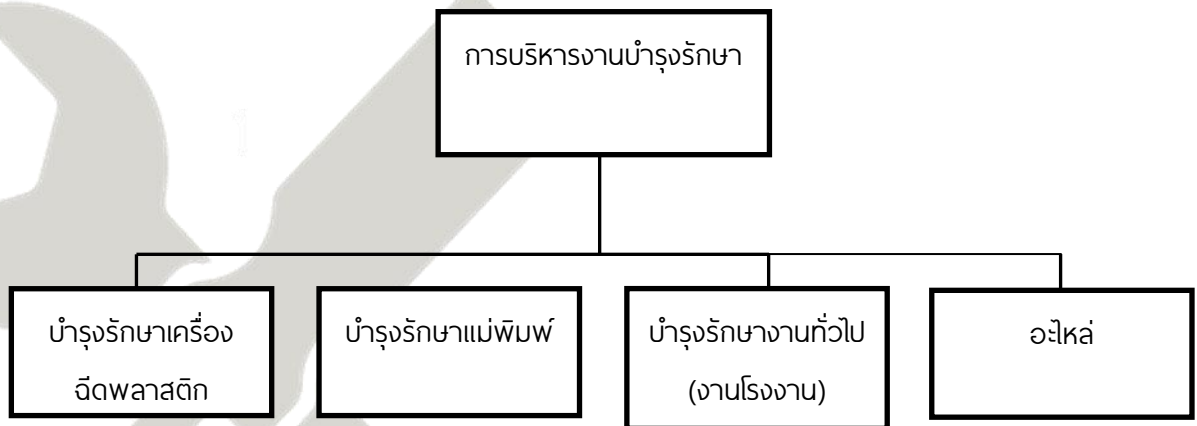 การบริหารงานบำรุงรักษา
บำรุงรักษาเครื่อง
ฉีดพลาสติก
บำรุงรักษาแม่พิมพ์
บำรุงรักษางานทั่วไป
(งานโรงงาน)
อะไหล่